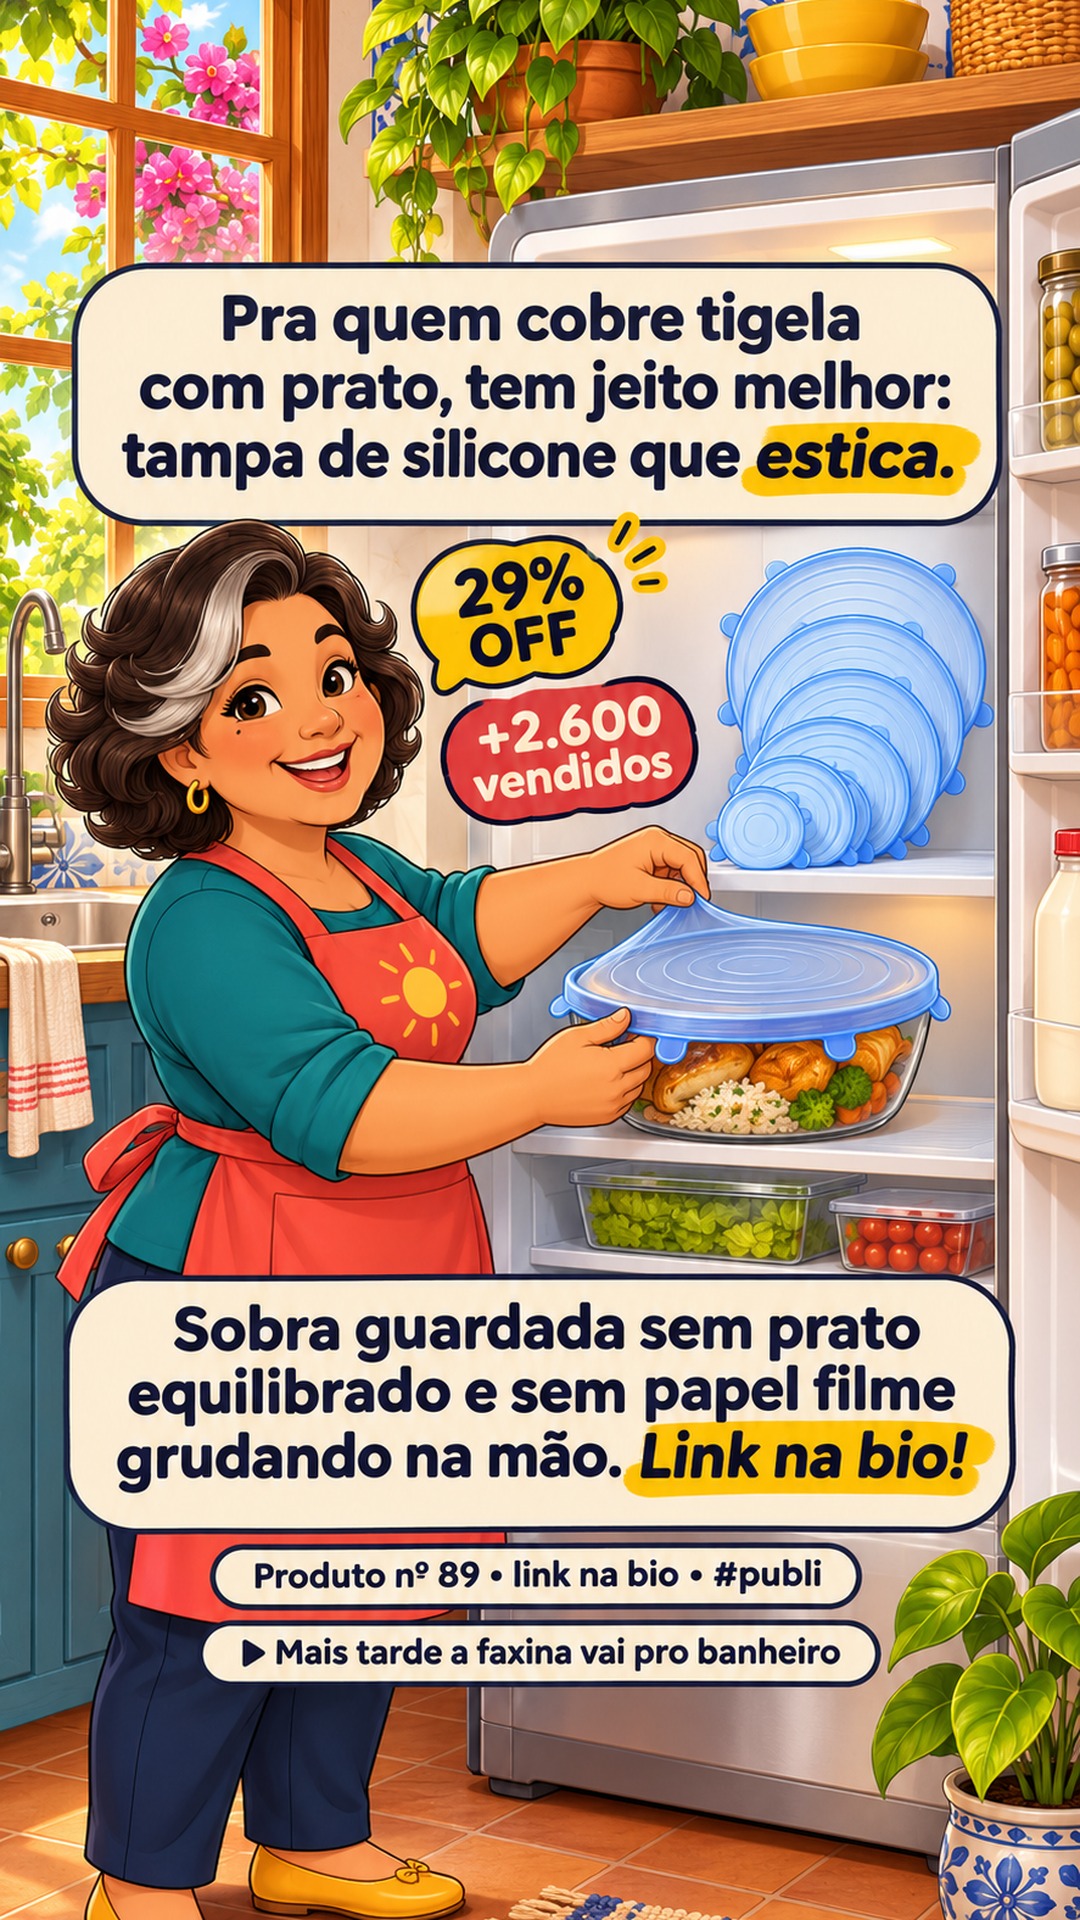 Pra quem cobre tigela
com prato, tem jeito melhor:
tampa de silicone que estica.
29%
OFF
+2.600
vendidos
Sobra guardada sem prato
equilibrado e sem papel filme
grudando na mão. Link na bio!
Produto nº 89 • link na bio • #publi
▶ Mais tarde a faxina vai pro banheiro